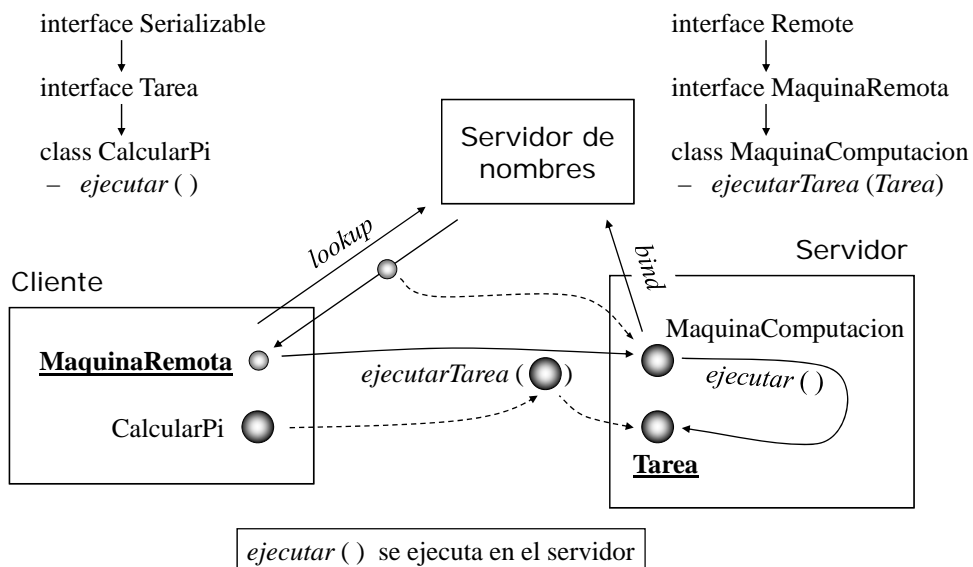 interface Serializable
interface Tarea
class CalcularPi
– ejecutar ( )
interface Remote
interface MaquinaRemota
class MaquinaComputacion
– ejecutarTarea (Tarea)
Servidor de
nombres
lookup
bind
Cliente
Servidor
MaquinaRemota
CalcularPi
ejecutarTarea ( )
MaquinaComputacion
ejecutar ( )
Tarea
ejecutar ( ) se ejecuta en el servidor